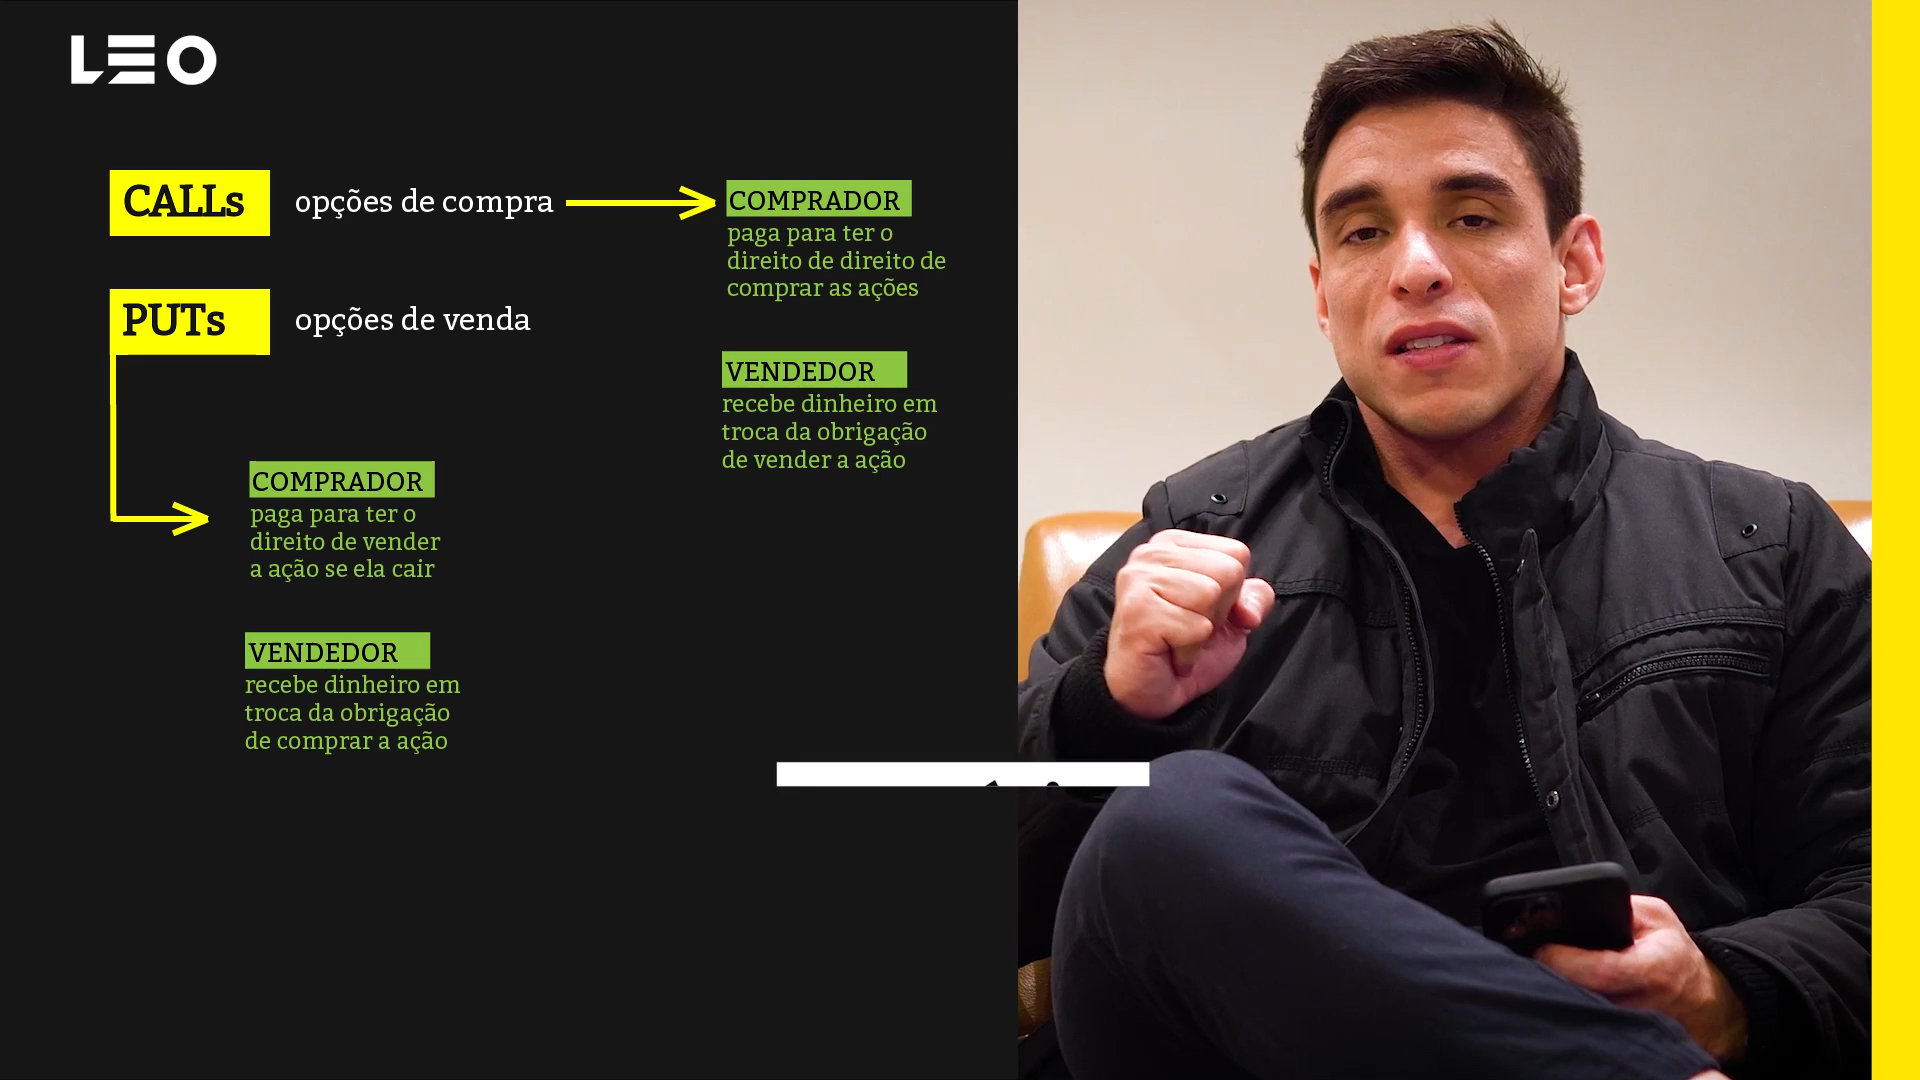 LEO
CALLs
opções de compra
COMPRADOR
paga para ter o
direito de direito de
comprar as ações
PUTs
opções de venda
VENDEDOR
recebe dinheiro em
troca da obrigação
de vender a ação
COMPRADOR
paga para ter o
direito de vender
a ação se ela cair
VENDEDOR
recebe dinheiro em
troca da obrigação
de comprar a ação